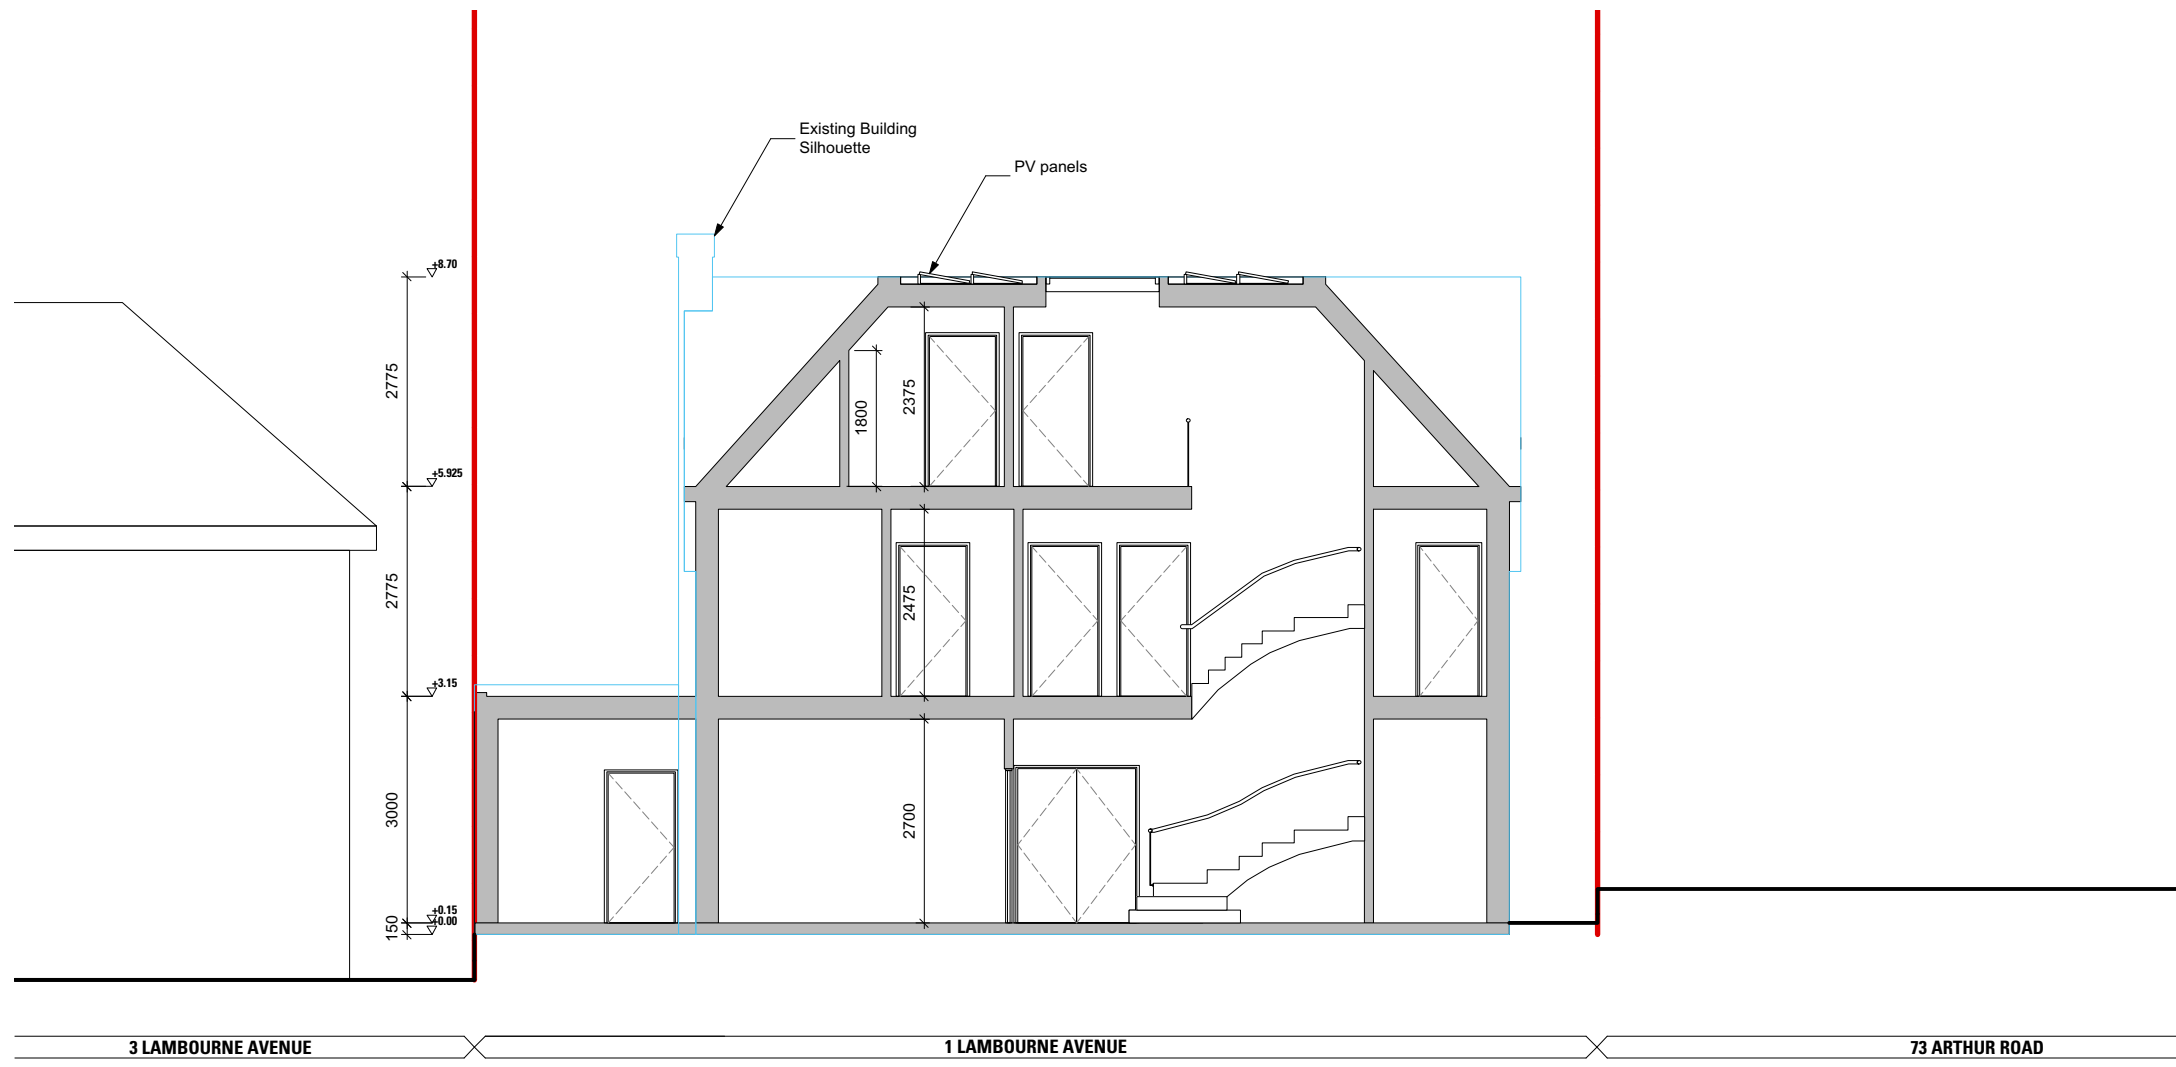 Existing Building
Silhouette
PV panels
+8.70
2775
2375
1800
+5.925
2775
2475
+3.15
3000
2700
+0.15
+0.00
150
3 LAMBOURNE AVENUE
1 LAMBOURNE AVENUE
73 ARTHUR ROAD